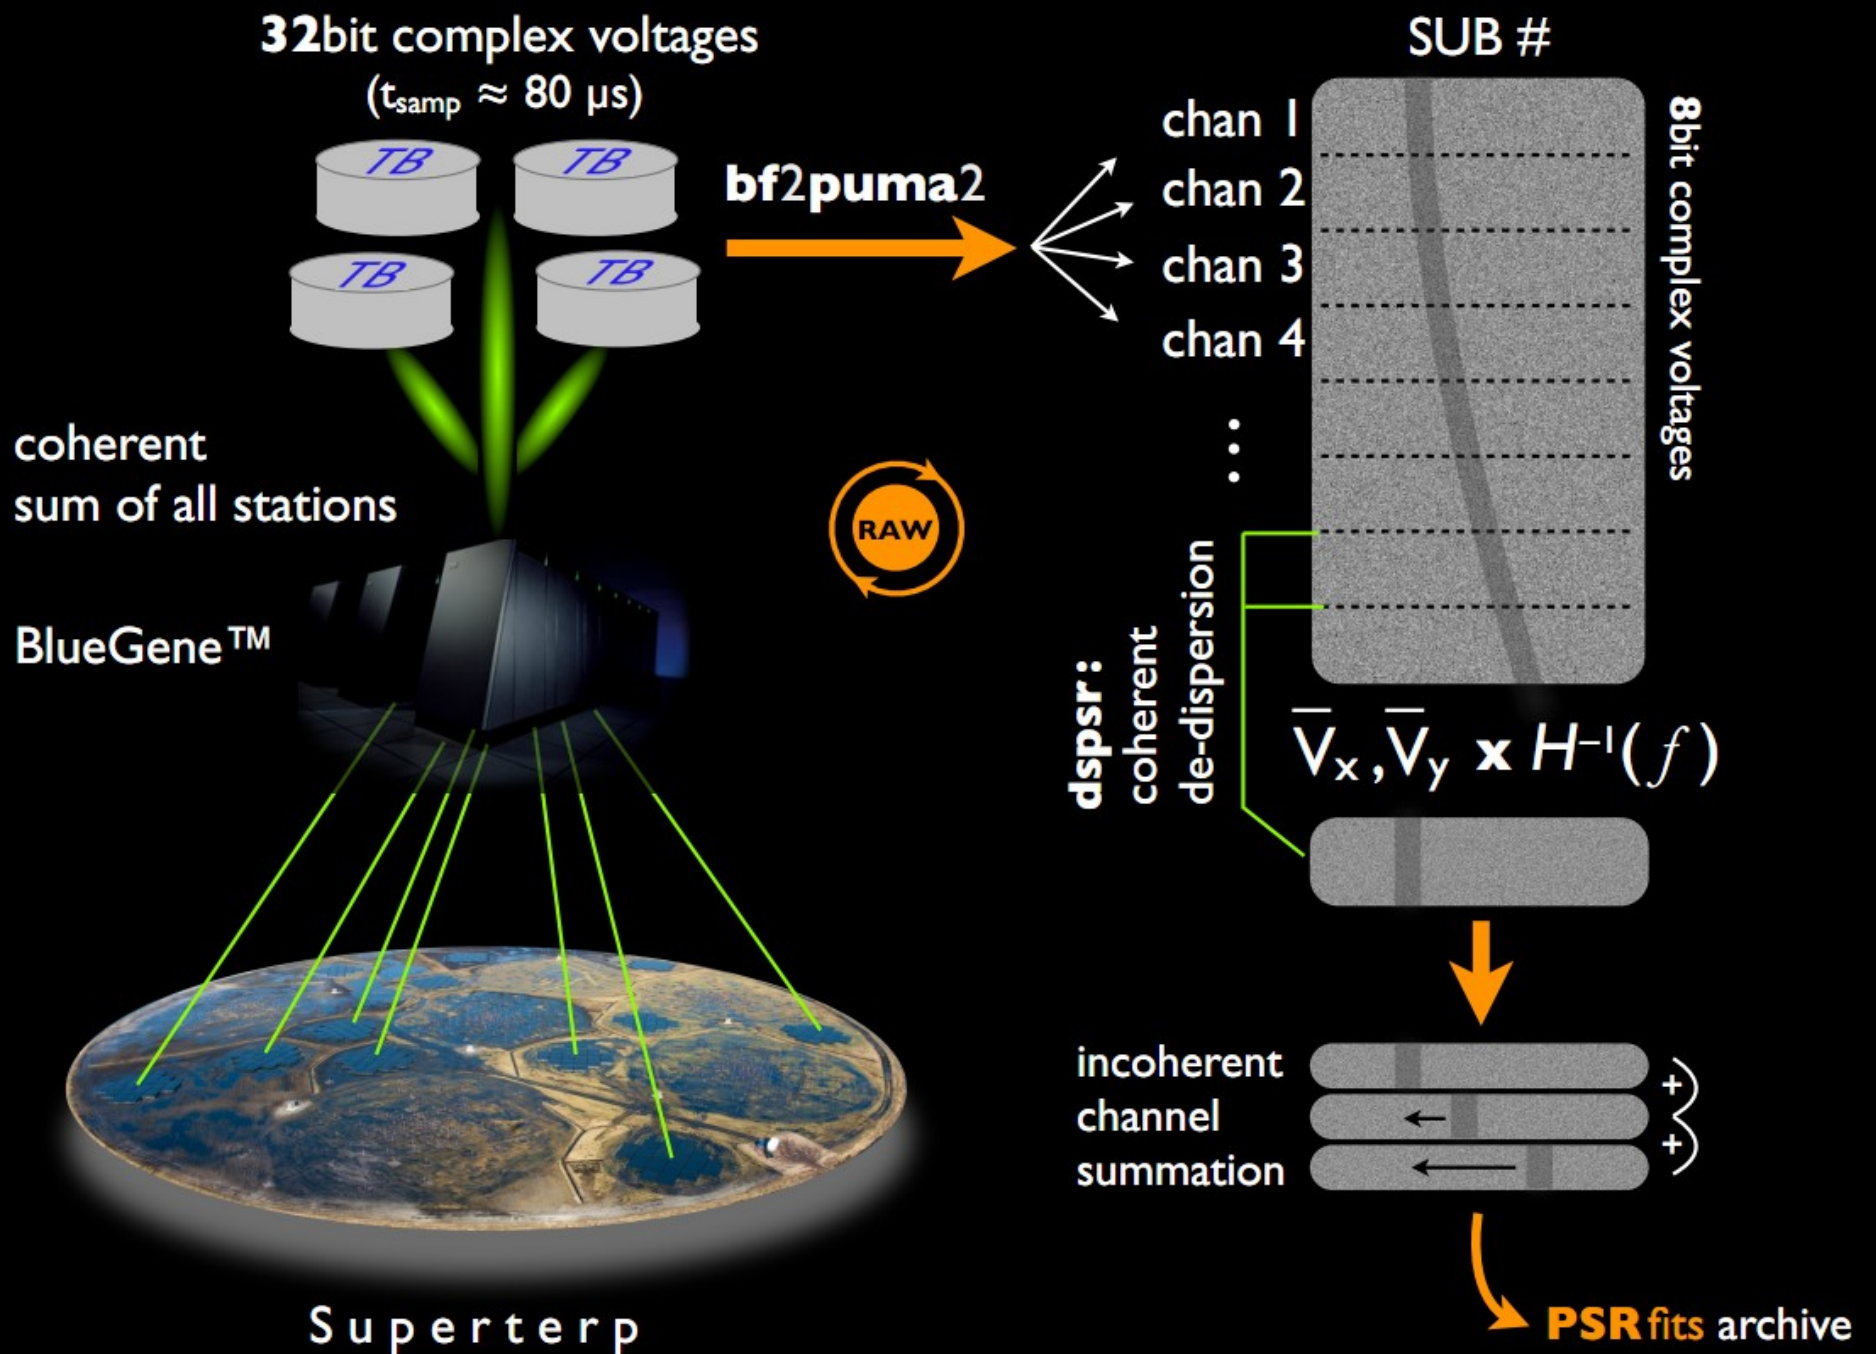 32bit complex voltages
(tsamp ≈ 80 µs)
TB
TB
TB
TB
bf2puma2
coherent
sum of all stations
BlueGene™
RAW
Superterp
SUB #
chan 1
chan 2
chan 3
chan 4
⋮
8bit complex voltages
dspsr:
coherent
de-dispersion
V̅x,V̅y x H⁻¹(f)
incoherent
channel
summation
+
+
PSRfits archive